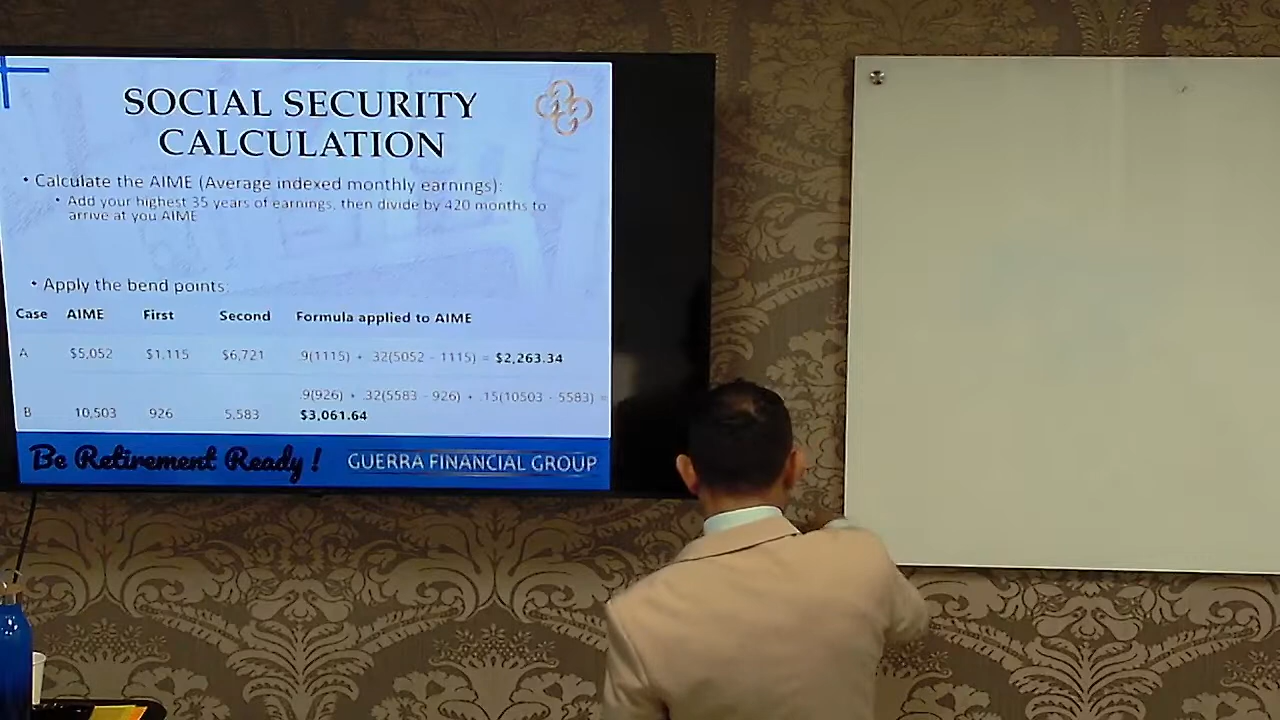 SOCIAL SECURITY
CALCULATION
• Calculate the AIME (Average indexed monthly earnings):
• Add your highest 35 years of earnings, then divide by 420 months to
arrive at you AIME
• Apply the bend points:
Case AIME First Second Formula applied to AIME
A $5,052 $1,115 $6,721 .9(1115) + .32(5052 - 1115) = $2,263.34
.9(926) + .32(5583 - 926) + .15(10503 - 5583) =
B 10,503 926 5,583 $3,061.64
Be Retirement Ready !
GUERRA FINANCIAL GROUP